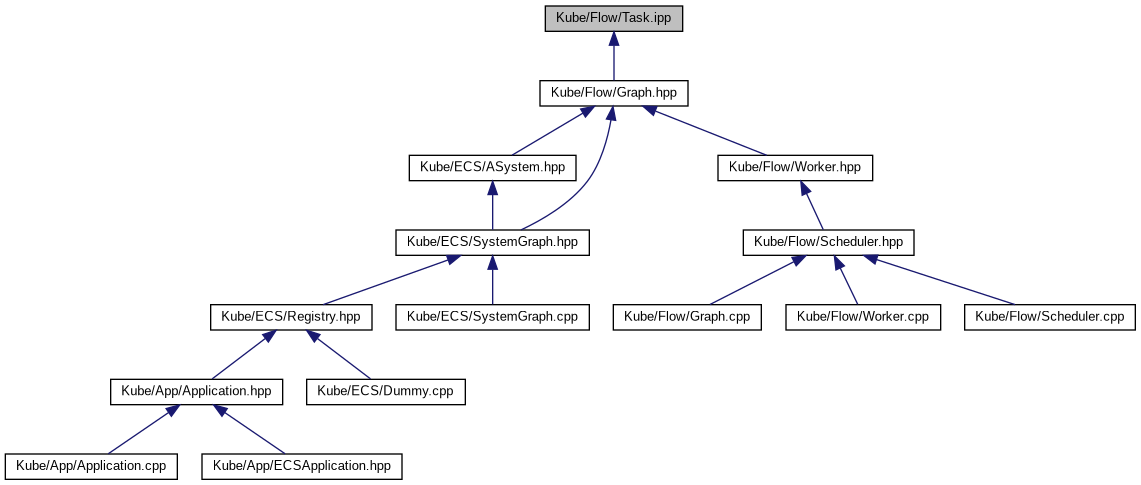 Kube/Flow/Task.ipp
Kube/Flow/Graph.hpp
Kube/ECS/ASystem.hpp
Kube/Flow/Worker.hpp
Kube/ECS/SystemGraph.hpp
Kube/Flow/Scheduler.hpp
Kube/ECS/Registry.hpp
Kube/ECS/SystemGraph.cpp
Kube/Flow/Graph.cpp
Kube/Flow/Worker.cpp
Kube/Flow/Scheduler.cpp
Kube/App/Application.hpp
Kube/ECS/Dummy.cpp
Kube/App/Application.cpp
Kube/App/ECSApplication.hpp